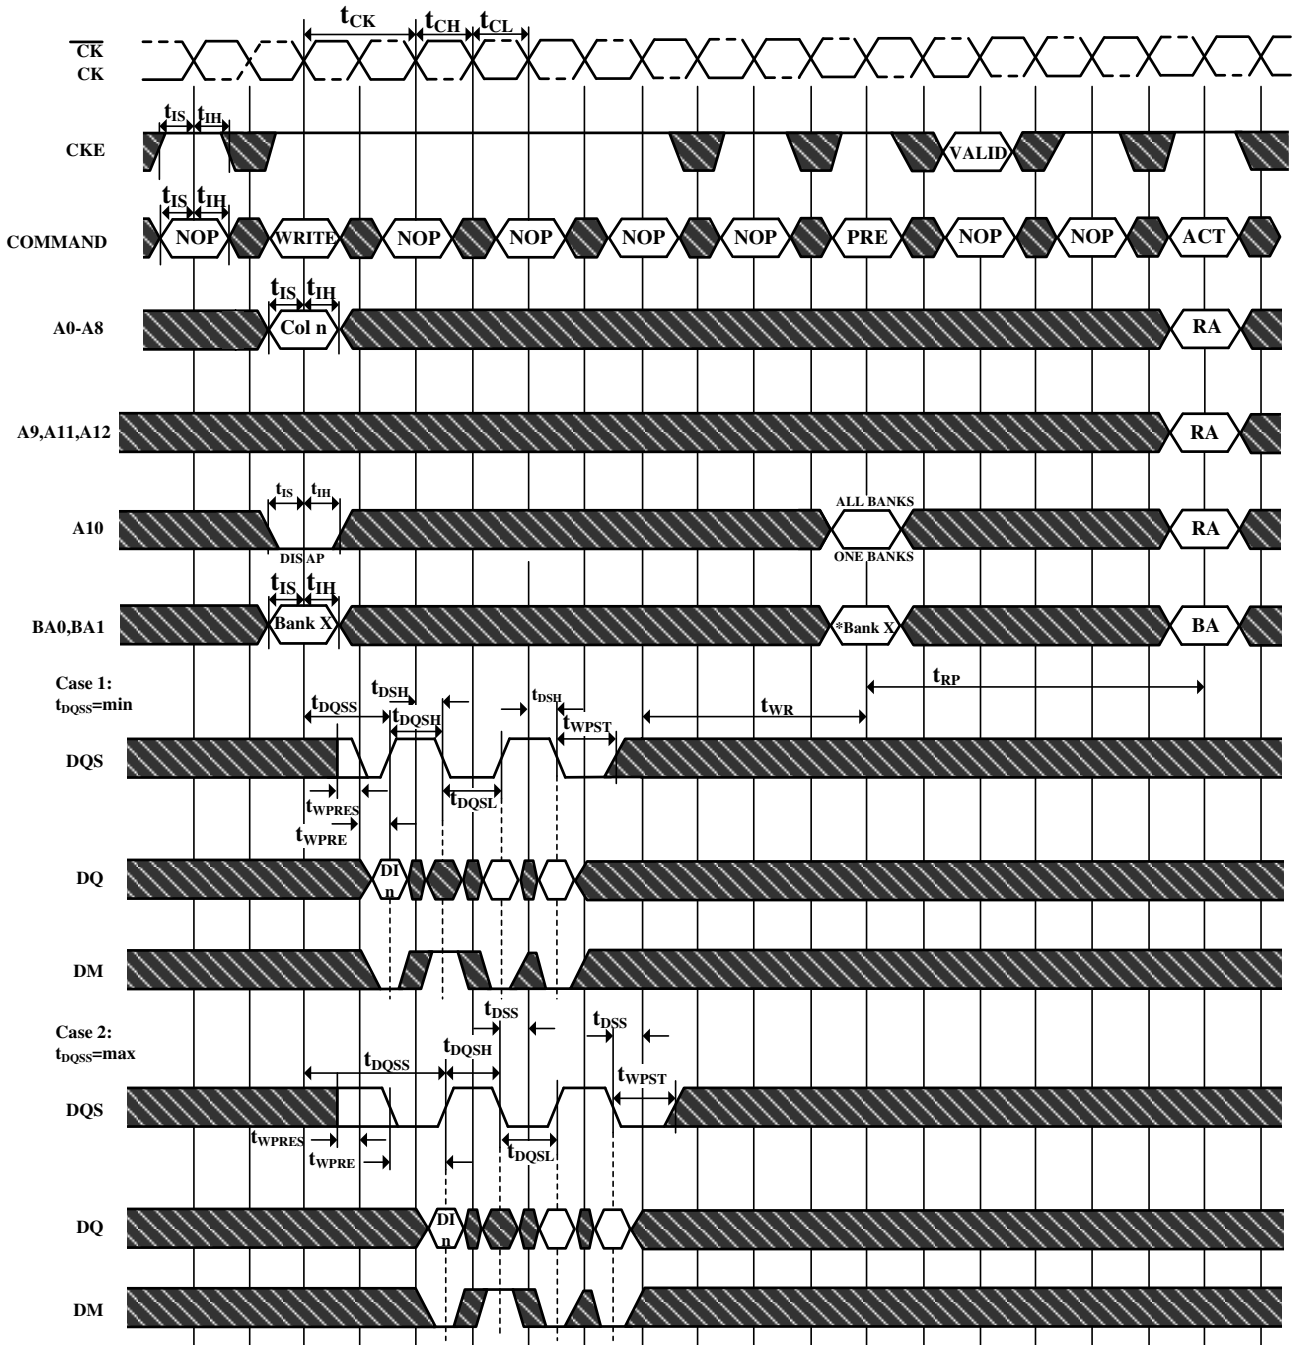 tCK tCH tCL
CK
CK
tIS tIH
CKE VALID
tIS tIH
COMMAND NOP WRITE NOP NOP NOP NOP PRE NOP NOP ACT
tIS tIH
A0-A8 Col n RA
A9,A11,A12 RA
tIS tIH ALL BANKS
A10 RA
DIS AP ONE BANKS
tIS tIH
BA0,BA1 Bank X *Bank X BA
Case 1:
tDQSS=min
tDQSS tDSH tDQSH tDSH tWPST tWR tRP
DQS
tWPRES tDQSL
tWPRE
DQ DI
n
DM
Case 2:
tDQSS=max
tDSS tDSS
tDQSS tDQSH tWPST
DQS
tWPRES tWPRE tDQSL
DQ DI
n
DM